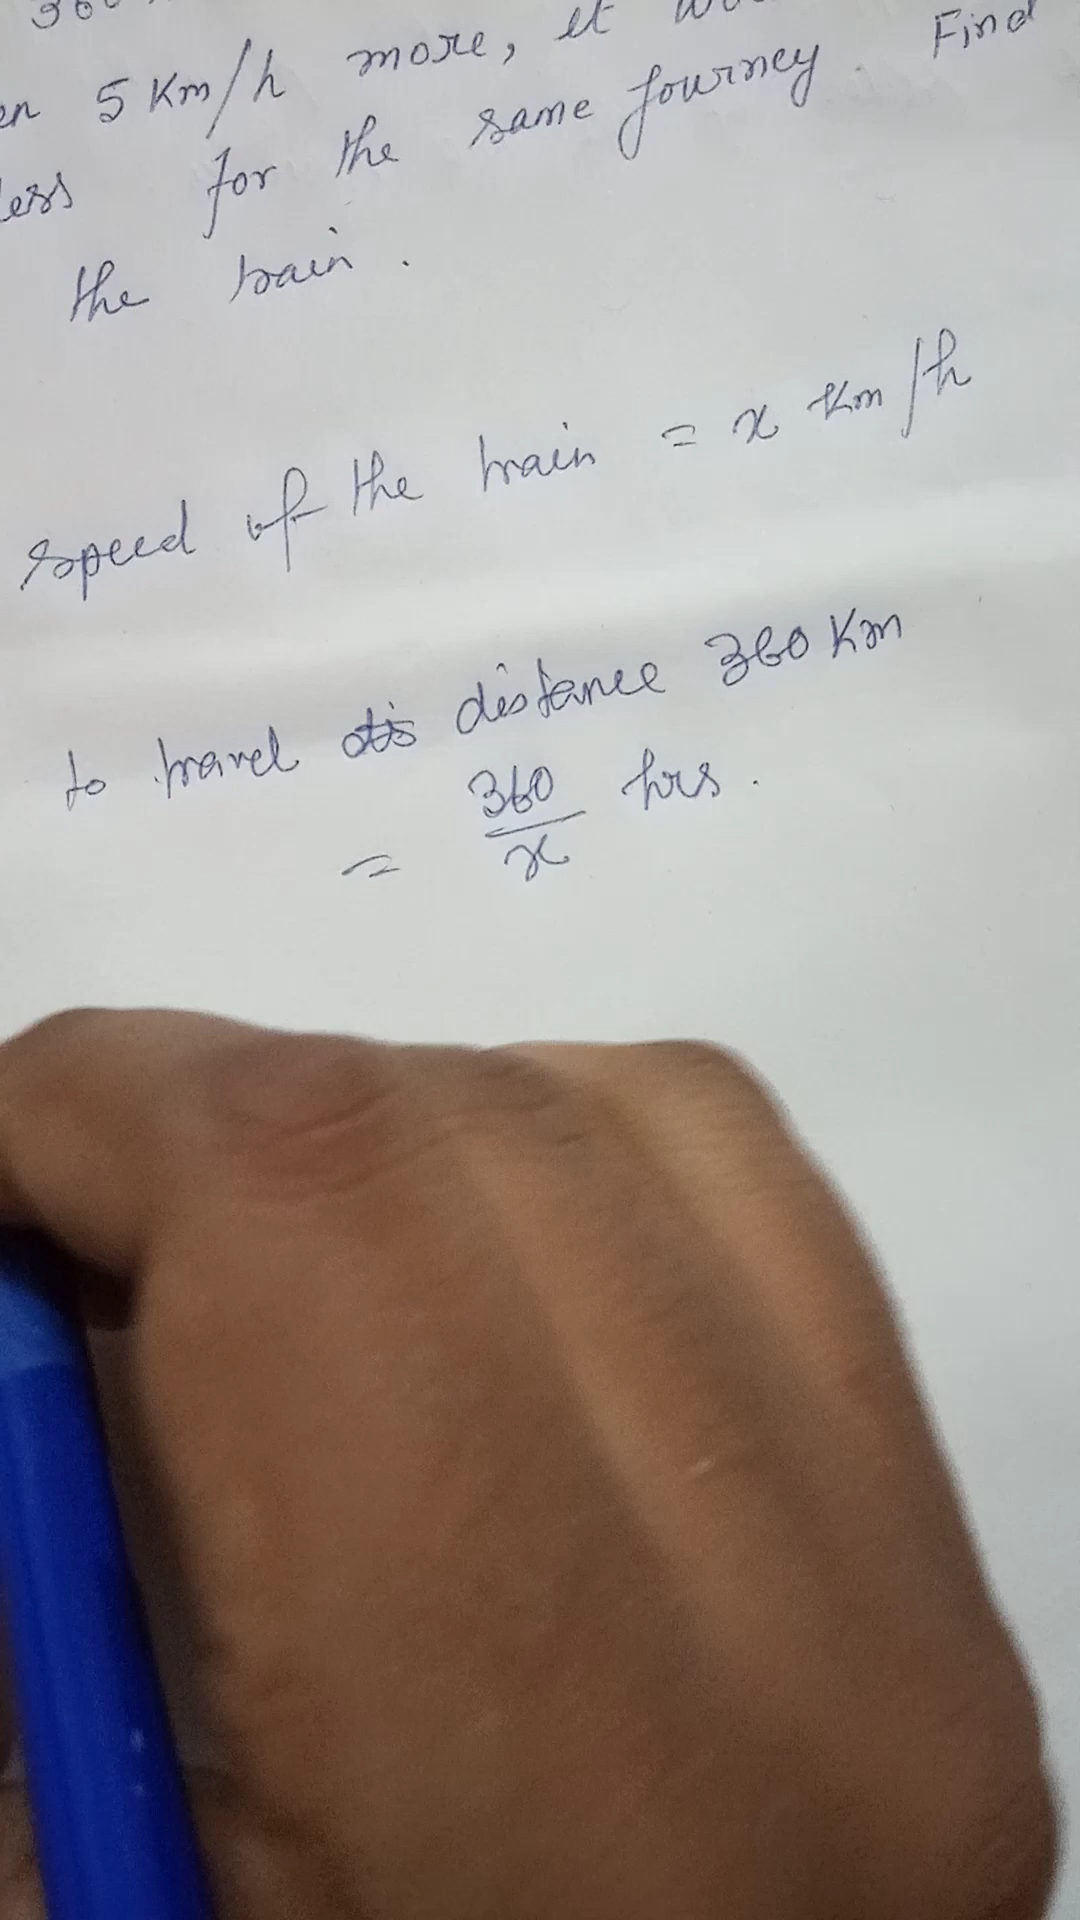 360
5 Km/h more, it
for the same journey. Find
the train.
speed of the train = x km/h
to travel distance 360 Km
= 360/x hrs.